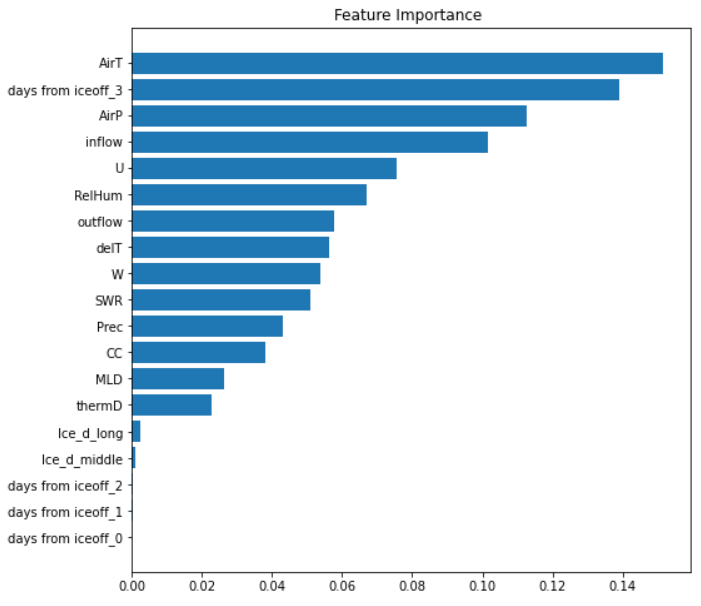 Feature Importance
AirT
days from iceoff_3
AirP
inflow
U
RelHum
outflow
delT
W
SWR
Prec
CC
MLD
thermD
Ice_d_long
Ice_d_middle
days from iceoff_2
days from iceoff_1
days from iceoff_0
0.00 0.02 0.04 0.06 0.08 0.10 0.12 0.14